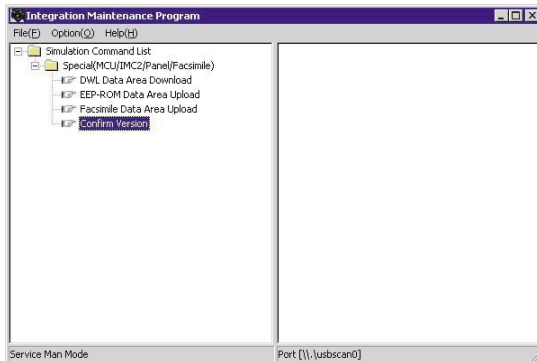 Integration Maintenance Program
File(F) Option(O) Help(H)
Simulation Command List
Special(MCU/IMC2/Panel/Facsimile)
DWL Data Area Download
EEP-ROM Data Area Upload
Facsimile Data Area Upload
Confirm Version
Service Man Mode
Port [\\.\usbscan0]